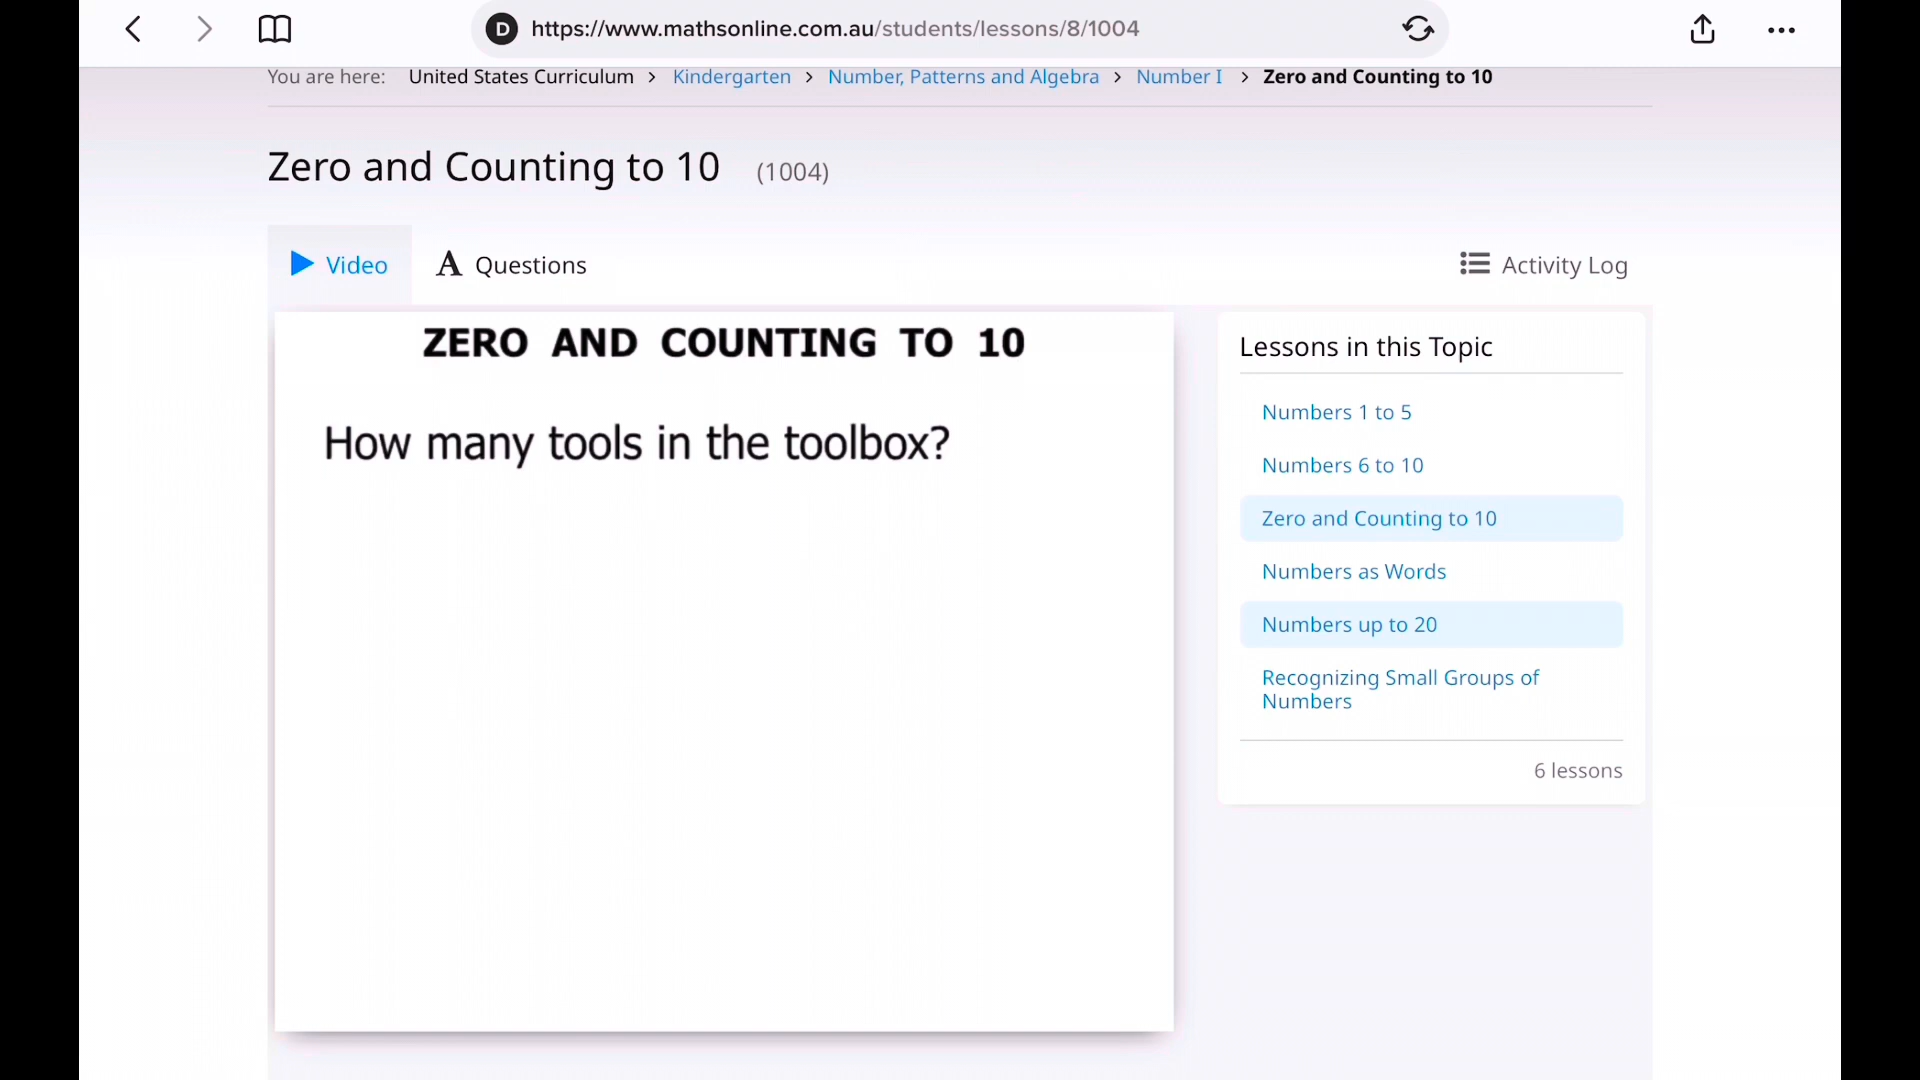 D https://www.mathsonline.com.au/students/lessons/8/1004
You are here: United States Curriculum > Kindergarten > Number, Patterns and Algebra > Number I > Zero and Counting to 10
Zero and Counting to 10 (1004)
Video A Questions Activity Log
ZERO AND COUNTING TO 10
How many tools in the toolbox?
Lessons in this Topic
Numbers 1 to 5
Numbers 6 to 10
Zero and Counting to 10
Numbers as Words
Numbers up to 20
Recognizing Small Groups of
Numbers
6 lessons